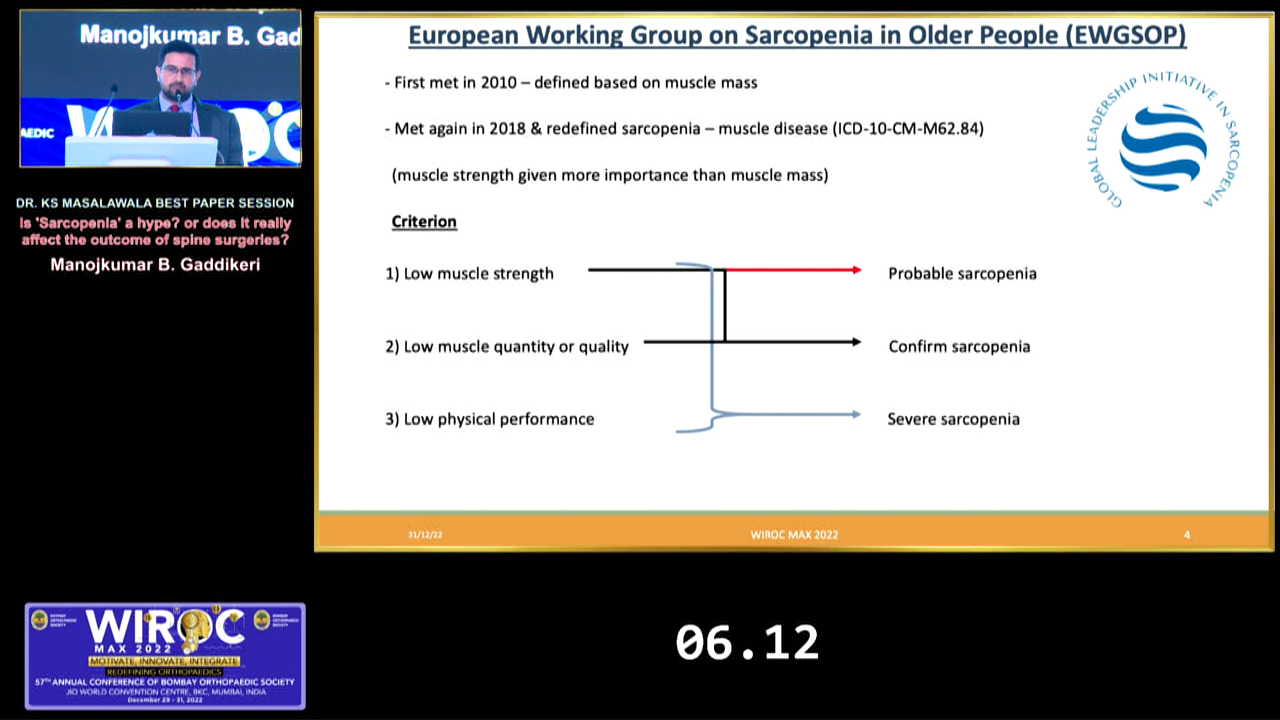 Manojkumar B. Gad
AEDIC
DR. KS MASALAWALA BEST PAPER SESSION
Is 'Sarcopenia' a hype? or does it really
affect the outcome of spine surgeries?
Manojkumar B. Gaddikeri
European Working Group on Sarcopenia in Older People (EWGSOP)
- First met in 2010 – defined based on muscle mass
- Met again in 2018 & redefined sarcopenia – muscle disease (ICD-10-CM-M62.84)
(muscle strength given more importance than muscle mass)
GLOBAL LEADERSHIP INITIATIVE IN SARCOPENIA
Criterion
1) Low muscle strength
Probable sarcopenia
2) Low muscle quantity or quality
Confirm sarcopenia
3) Low physical performance
Severe sarcopenia
31/12/22
WIROC MAX 2022
4
WIROC
MAX 2022
MOTIVATE, INNOVATE, INTEGRATE
REDEFINING ORTHOPAEDICS
57TH ANNUAL CONFERENCE OF BOMBAY ORTHOPAEDIC SOCIETY
JIO WORLD CONVENTION CENTRE, BKC, MUMBAI, INDIA
December 29 - 31, 2022
06.12